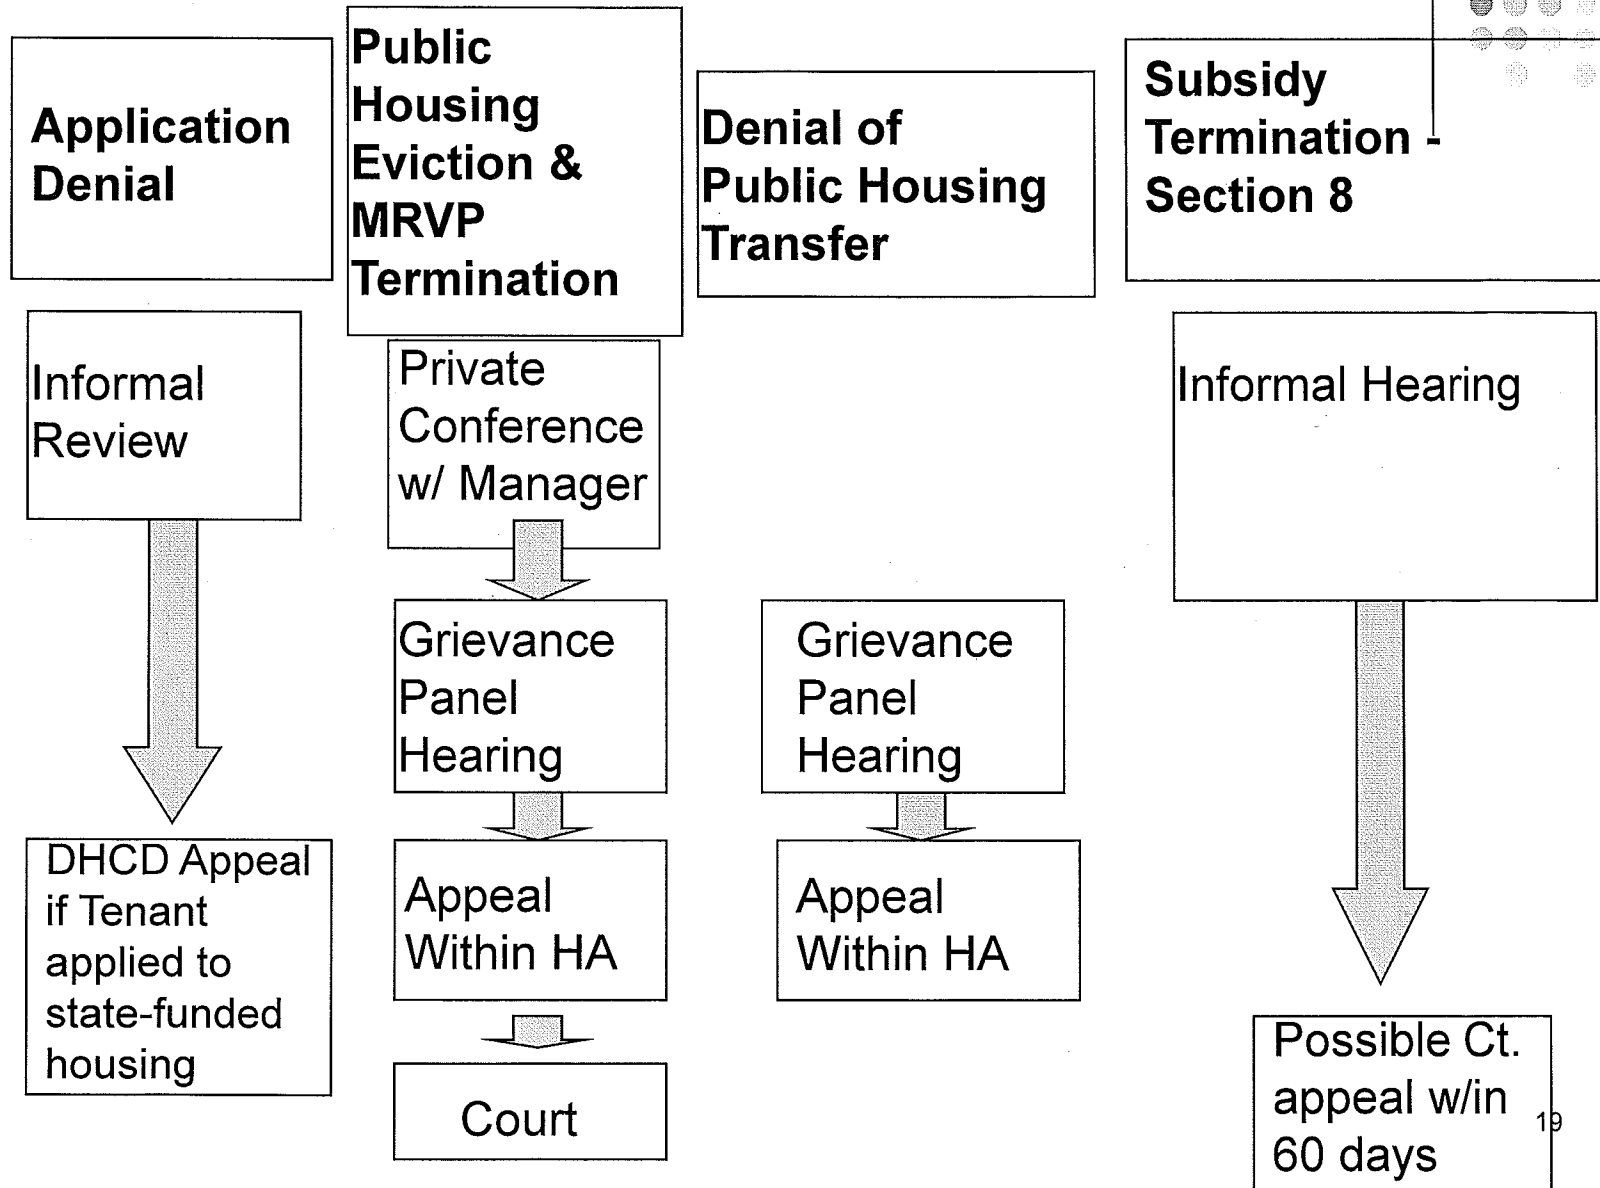 Application
Denial
Public
Housing
Eviction &
MRVP
Termination
Denial of
Public Housing
Transfer
Subsidy
Termination -
Section 8
Informal
Review
Private
Conference
w/ Manager
Informal Hearing
Grievance
Panel
Hearing
Grievance
Panel
Hearing
DHCD Appeal
if Tenant
applied to
state-funded
housing
Appeal
Within HA
Appeal
Within HA
Court
Possible Ct.
appeal w/in
60 days
19